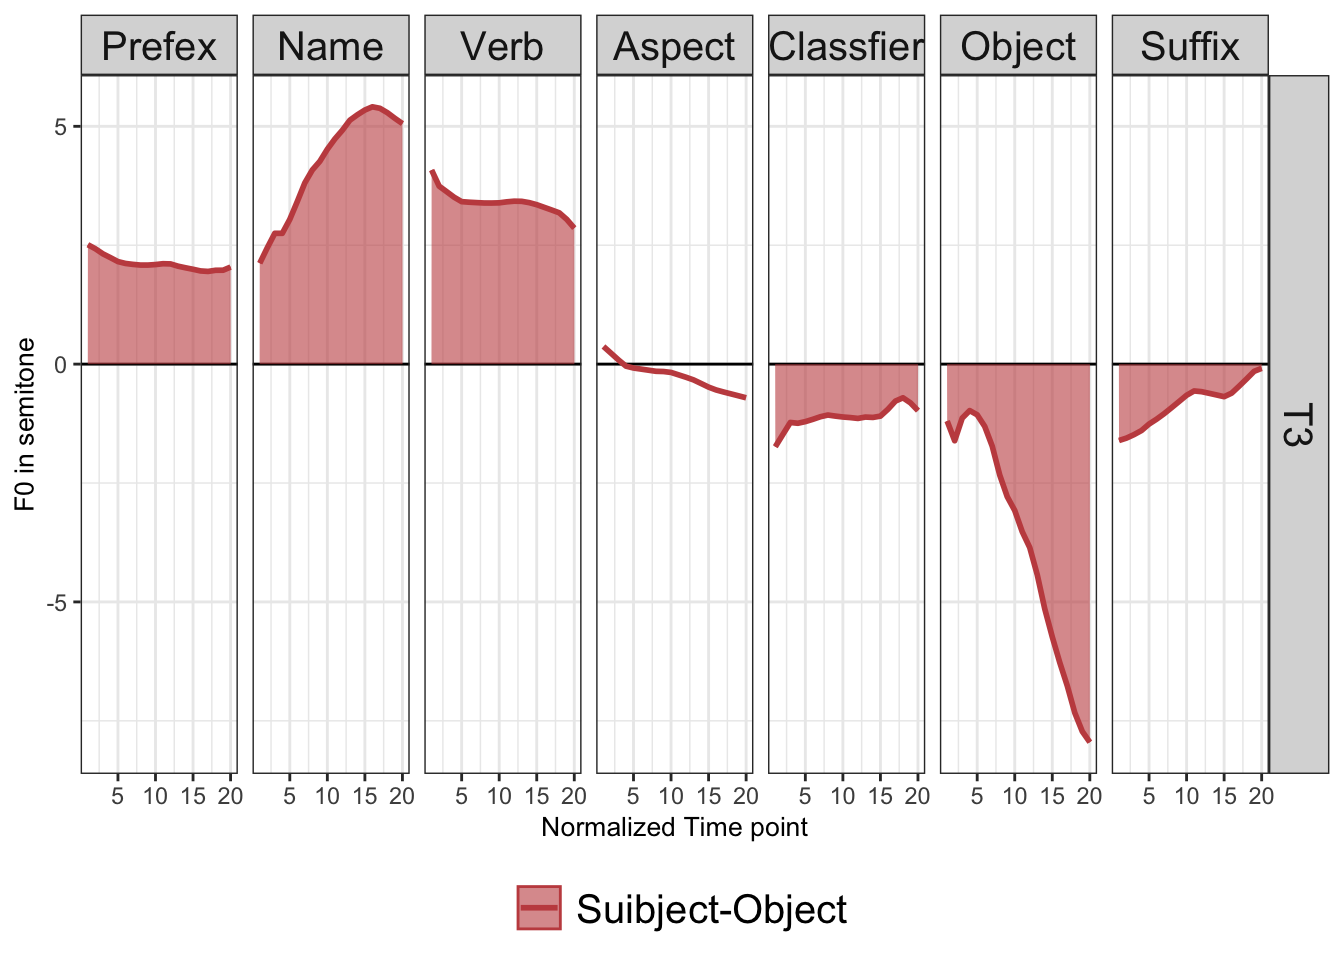 Prefex Name Verb Aspect Classfier Object Suffix
5
0
-5
F0 in semitone
T3
5 10 15 20 5 10 15 20 5 10 15 20 5 10 15 20 5 10 15 20 5 10 15 20 5 10 15 20
Normalized Time point
Suibject-Object